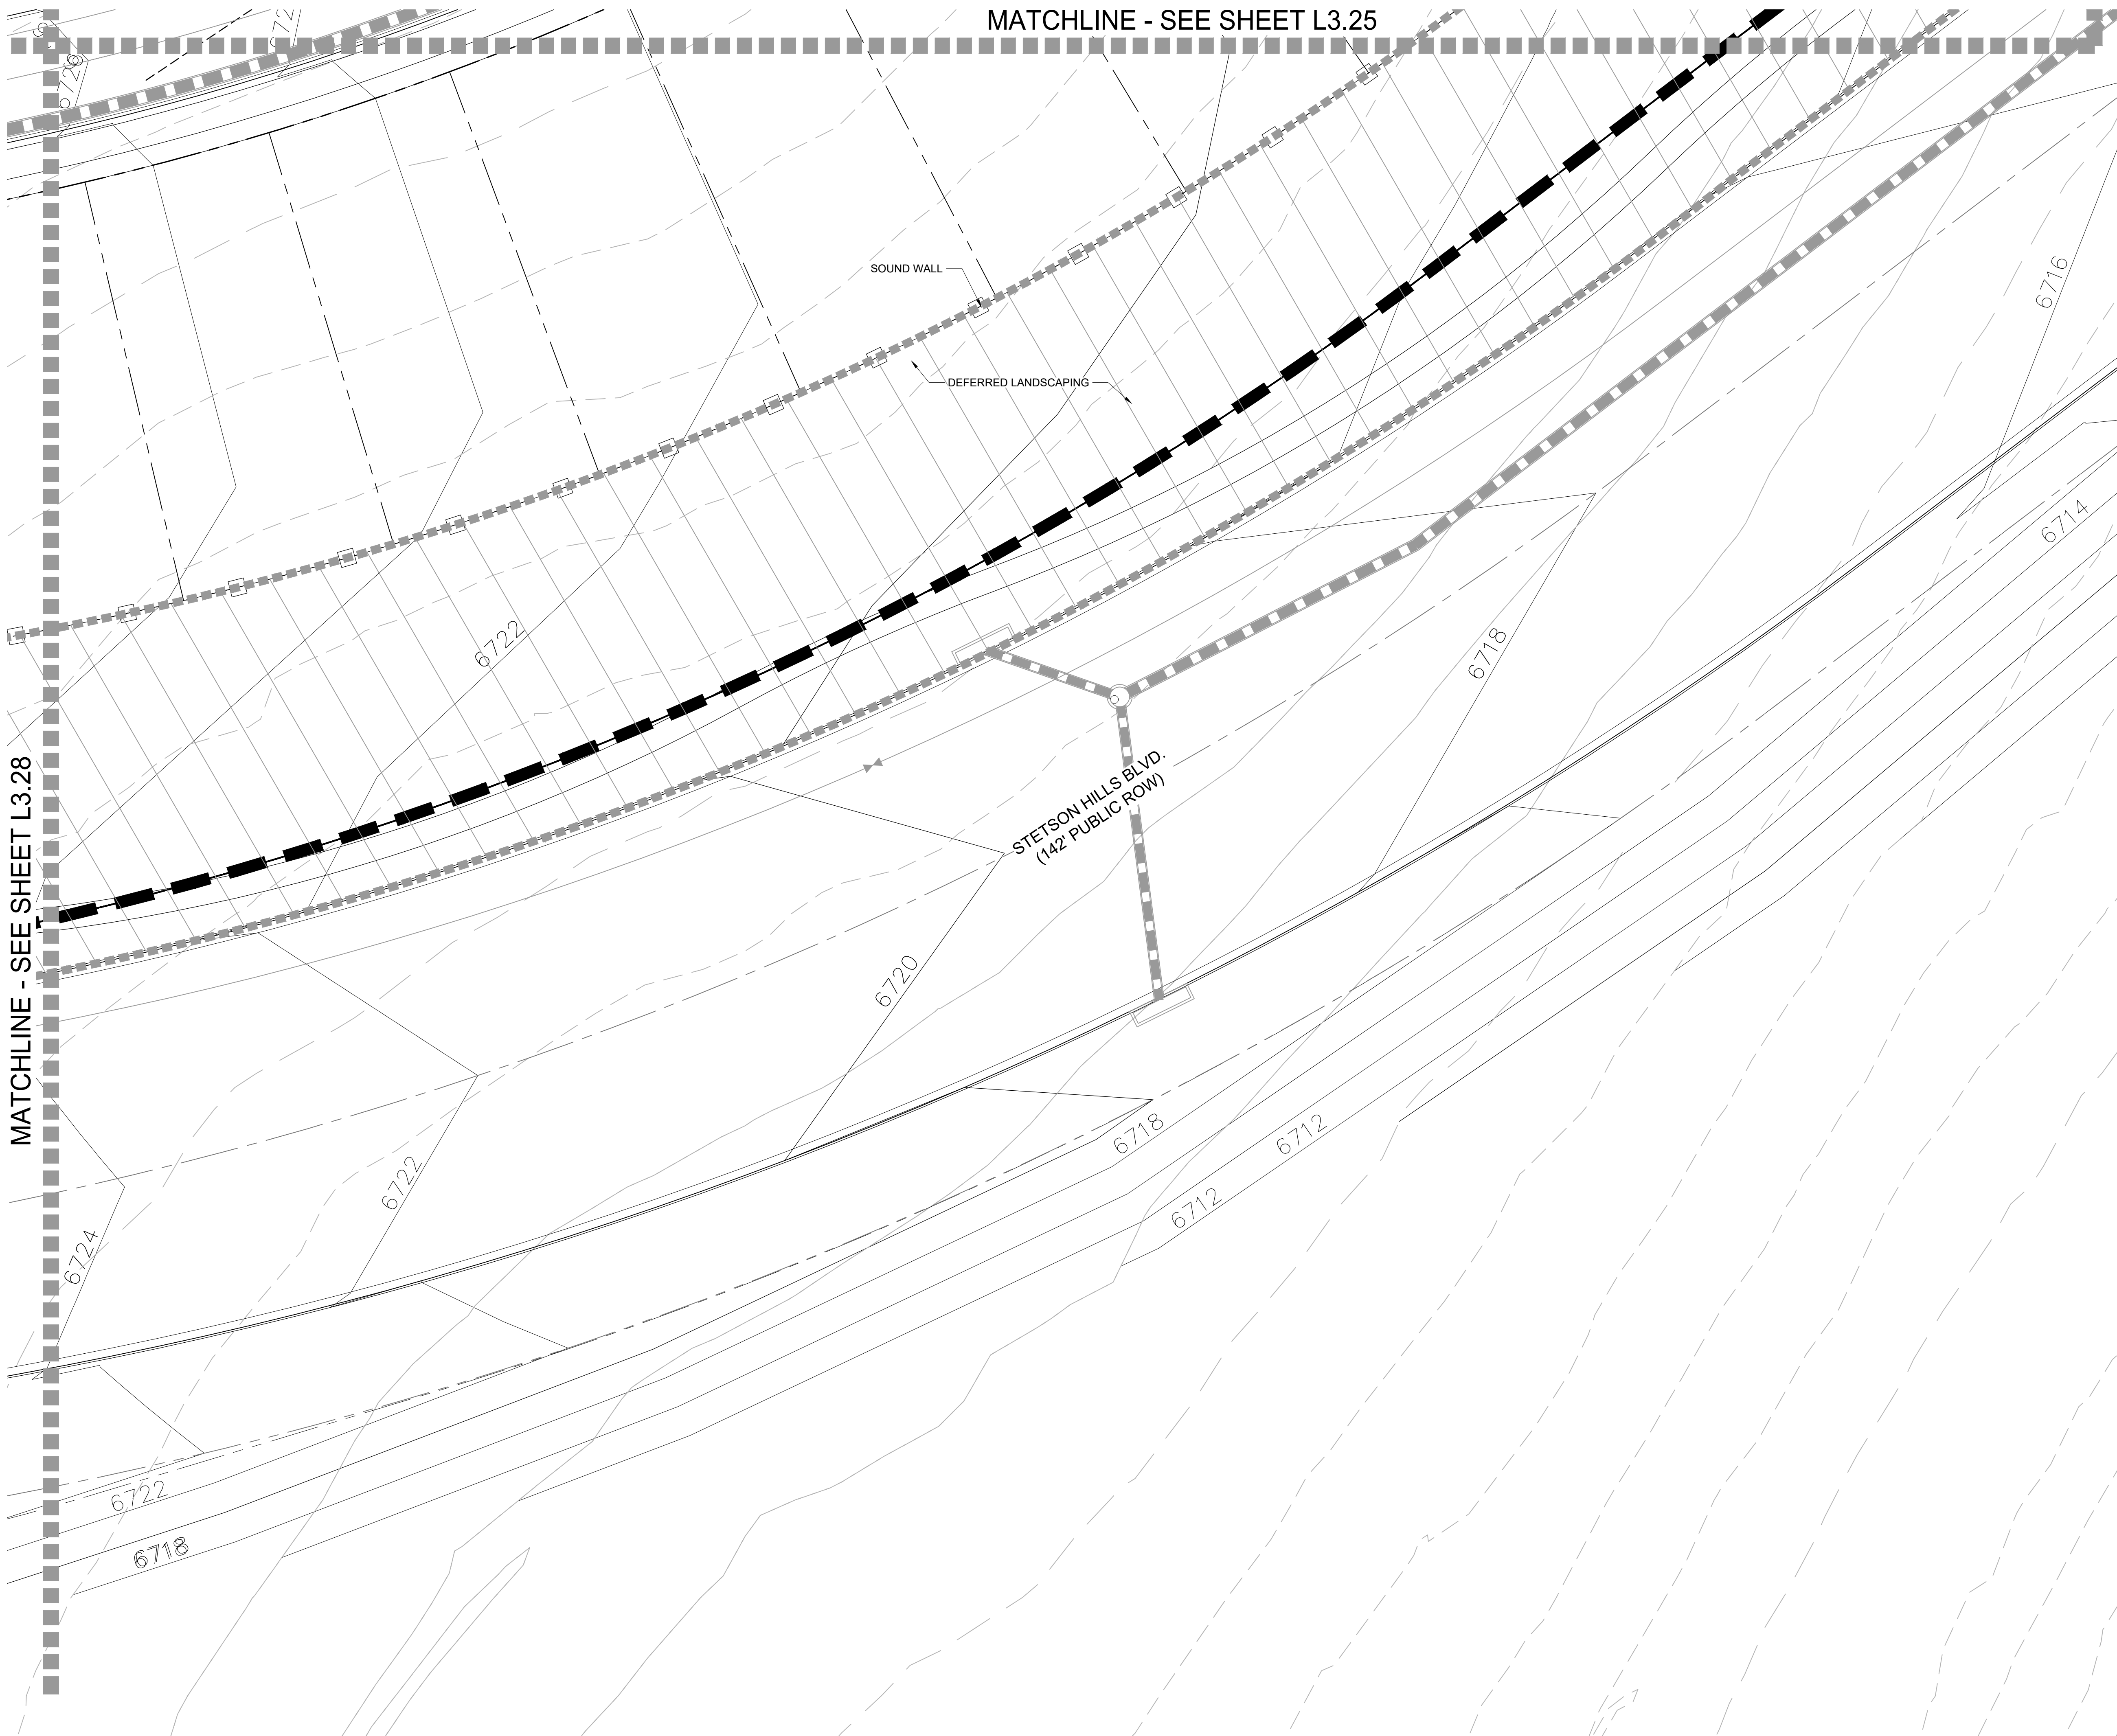 MATCHLINE - SEE SHEET L3.25
6716
SOUND WALL
DEFERRED LANDSCAPING
6714
6722
6718
MATCHLINE - SEE SHEET L3.28
STETSON HILLS BLVD.
(142' PUBLIC ROW)
6720
6718
6712
6722
6712
6724
6722
6718